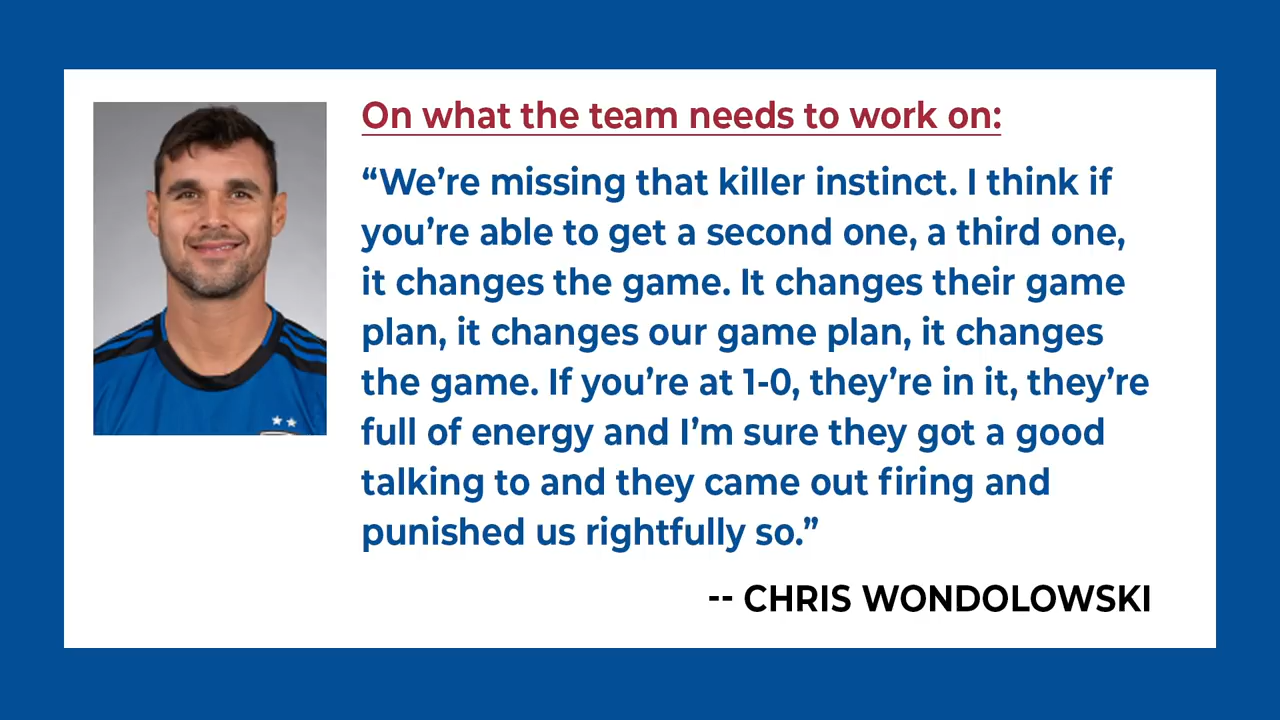 On what the team needs to work on:
“We’re missing that killer instinct. I think if
you’re able to get a second one, a third one,
it changes the game. It changes their game
plan, it changes our game plan, it changes
the game. If you’re at 1-0, they’re in it, they’re
full of energy and I’m sure they got a good
talking to and they came out firing and
punished us rightfully so.”
-- CHRIS WONDOLOWSKI